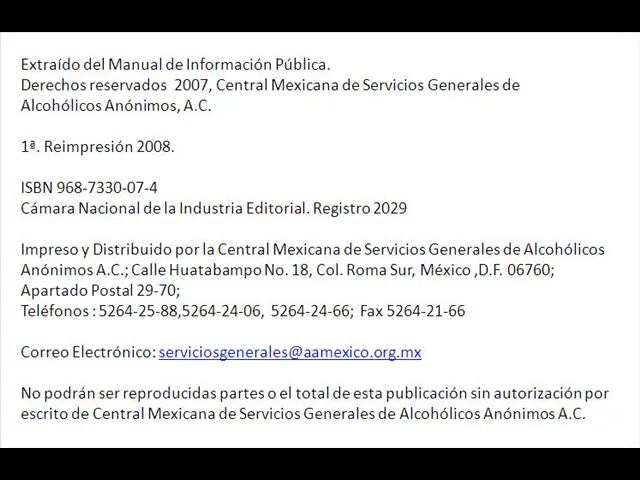 Extraído del Manual de Información Pública.
Derechos reservados  2007, Central Mexicana de Servicios Generales de
Alcohólicos Anónimos, A.C.
1ª. Reimpresión 2008.
ISBN 968-7330-07-4
Cámara Nacional de la Industria Editorial. Registro 2029
Impreso y Distribuido por la Central Mexicana de Servicios Generales de Alcohólicos
Anónimos A.C.; Calle Huatabampo No. 18, Col. Roma Sur, México ,D.F. 06760;
Apartado Postal 29-70;
Teléfonos : 5264-25-88,5264-24-06,  5264-24-66;  Fax 5264-21-66
Correo Electrónico: serviciosgenerales@aamexico.org.mx
No podrán ser reproducidas partes o el total de esta publicación sin autorización por
escrito de Central Mexicana de Servicios Generales de Alcohólicos Anónimos A.C.